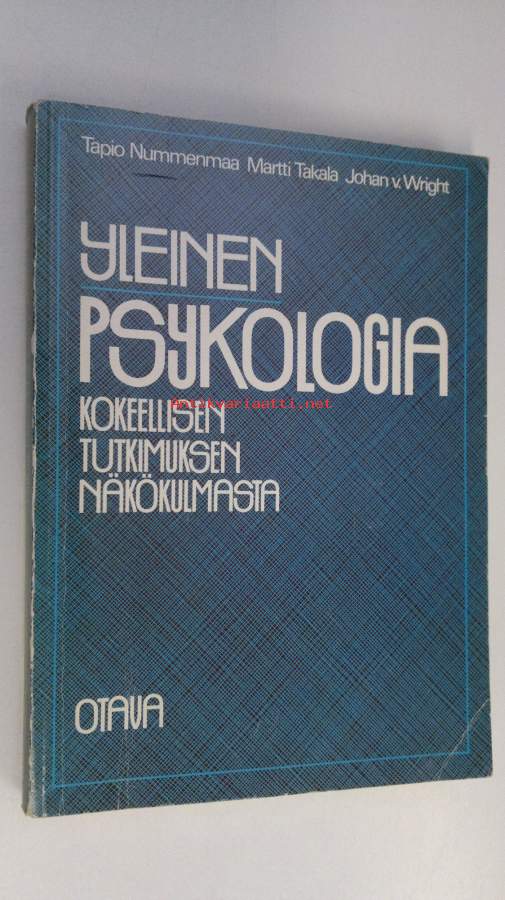 Tapio Nummenmaa Martti Takala Johan v. Wright
YLEINEN
PSYKOLOGIA
Antikvariaatti.net
KOKEELLISEN
TUTKIMUKSEN
NÄKÖKULMASTA
OTAVA